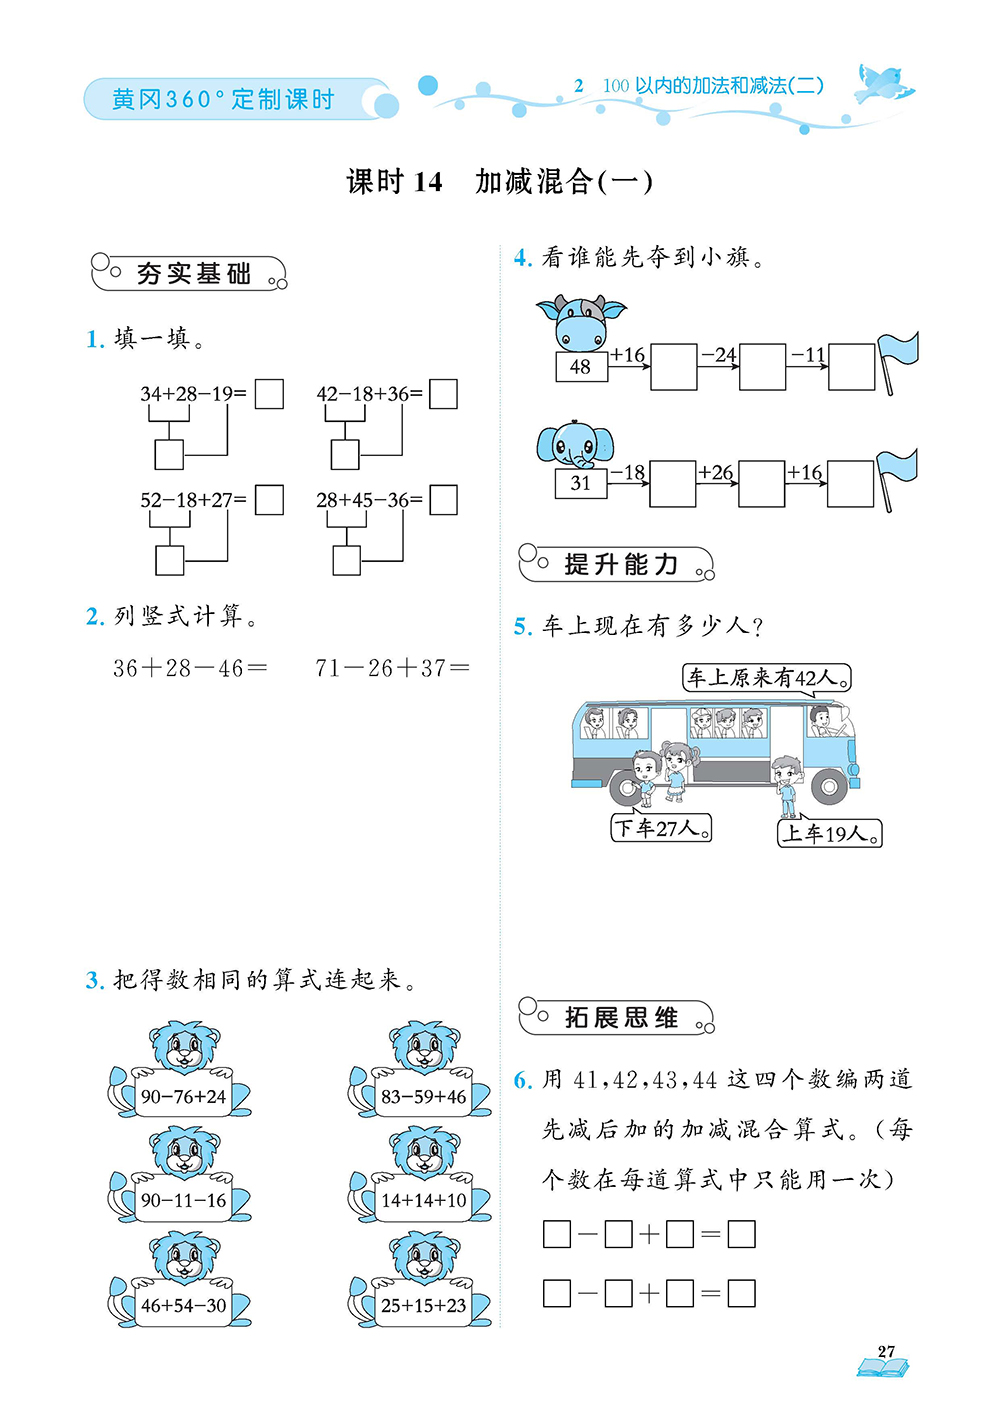 黄冈360°定制课时
2 100以内的加法和减法(二)
课时14 加减混合(一)
夯实基础
1. 填一填。
34+28−19=□ 42−18+36=□
52−18+27=□ 28+45−36=□
2. 列竖式计算。
36+28−46= 71−26+37=
3. 把得数相同的算式连起来。
90−76+24 83−59+46
90−11−16 14+14+10
46+54−30 25+15+23
4. 看谁能先夺到小旗。
48 +16 −24 −11
31 −18 +26 +16
提升能力
5. 车上现在有多少人?
车上原来有42人。
下车27人。
上车19人。
拓展思维
6. 用 41,42,43,44 这四个数编两道
先减后加的加减混合算式。(每
个数在每道算式中只能用一次)
□−□+□=□
□−□+□=□
27